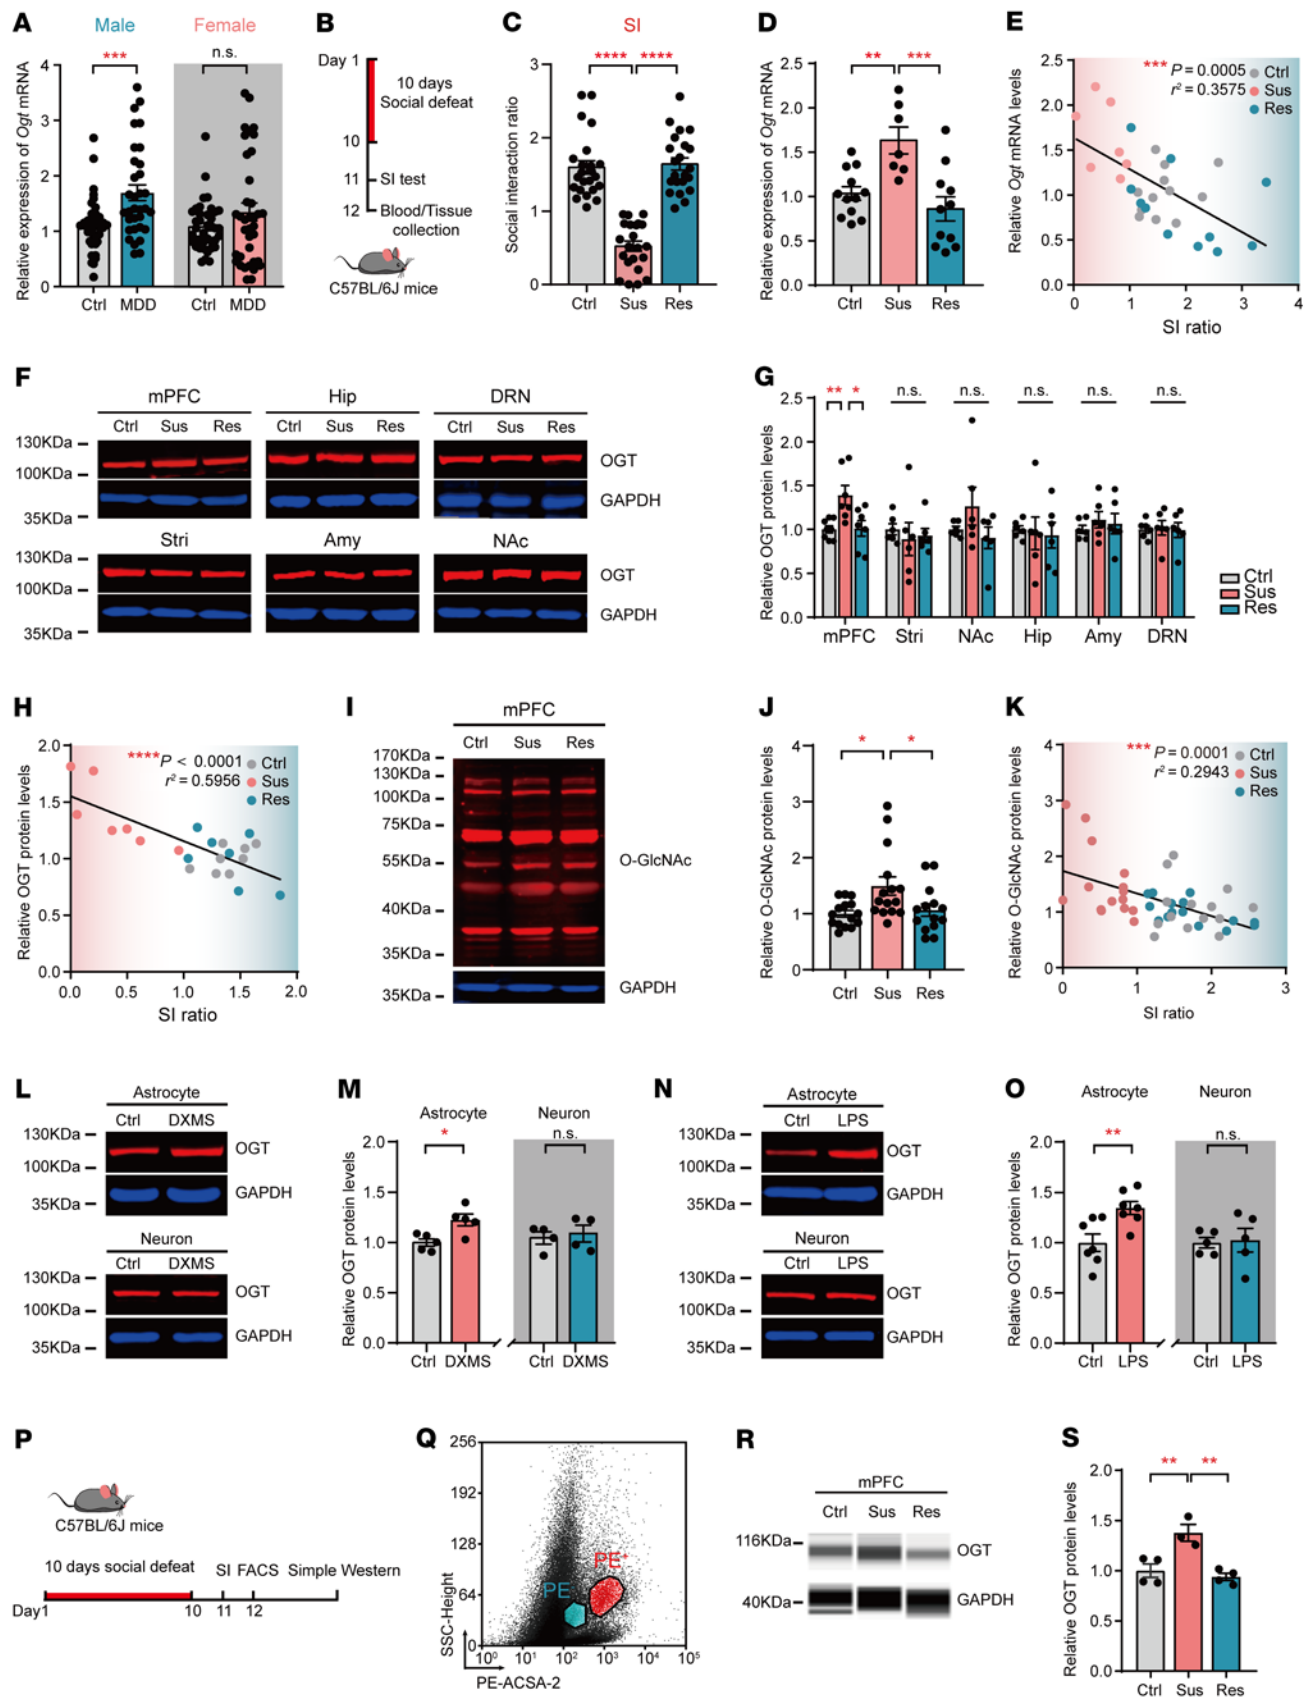 A
Male
Female
***
n.s.
Relative expression of Ogt mRNA
5
4
3
2
1
0
Ctrl MDD Ctrl MDD
B
Day 1
10 days
Social defeat
10
11 SI test
12 Blood/Tissue
collection
C57BL/6J mice
C
SI
**** ****
Social interaction ratio
3
2
1
0
Ctrl Sus Res
D
** ***
Relative expression of Ogt mRNA
2.5
2.0
1.5
1.0
0.5
0.0
Ctrl Sus Res
E
*** P = 0.0005
r² = 0.3575
Ctrl
Sus
Res
Relative Ogt mRNA levels
2.5
2.0
1.5
1.0
0.5
0.0
0 1 2 3 4
SI ratio
F
mPFC Hip DRN
Ctrl Sus Res Ctrl Sus Res Ctrl Sus Res
130KDa
100KDa
OGT
35KDa
GAPDH
Stri Amy NAc
130KDa
100KDa
OGT
35KDa
GAPDH
G
** * n.s. n.s. n.s. n.s. n.s.
Relative OGT protein levels
2.5
2.0
1.5
1.0
0.5
0.0
mPFC Stri NAc Hip Amy DRN
Ctrl
Sus
Res
H
**** P < 0.0001
r² = 0.5956
Ctrl
Sus
Res
Relative OGT protein levels
2.0
1.5
1.0
0.5
0.0
0.0 0.5 1.0 1.5 2.0
SI ratio
I
mPFC
Ctrl Sus Res
170KDa
130KDa
100KDa
75KDa
55KDa
40KDa
35KDa
35KDa
O-GlcNAc
GAPDH
J
* *
Relative O-GlcNAc protein levels
4
3
2
1
0
Ctrl Sus Res
K
*** P = 0.0001
r² = 0.2943
Ctrl
Sus
Res
Relative O-GlcNAc protein levels
4
3
2
1
0
0 1 2 3
SI ratio
L
Astrocyte
Ctrl DXMS
130KDa
100KDa
35KDa
OGT
GAPDH
Neuron
Ctrl DXMS
130KDa
100KDa
35KDa
OGT
GAPDH
M
Astrocyte Neuron
* n.s.
Relative OGT protein levels
2.0
1.5
1.0
0.5
0.0
Ctrl DXMS Ctrl DXMS
N
Astrocyte
Ctrl LPS
130KDa
100KDa
35KDa
OGT
GAPDH
Neuron
Ctrl LPS
130KDa
100KDa
35KDa
OGT
GAPDH
O
Astrocyte Neuron
** n.s.
Relative OGT protein levels
2.0
1.5
1.0
0.5
0.0
Ctrl LPS Ctrl LPS
P
C57BL/6J mice
10 days social defeat SI FACS Simple Western
Day1 10 11 12
Q
256
192
128
64
0
SSC-Height
PE⁻
PE⁺
10⁰ 10¹ 10² 10³ 10⁴ 10⁵
PE-ACSA-2
R
mPFC
Ctrl Sus Res
116KDa
OGT
40KDa
GAPDH
S
** **
Relative OGT protein levels
2.0
1.5
1.0
0.5
0.0
Ctrl Sus Res